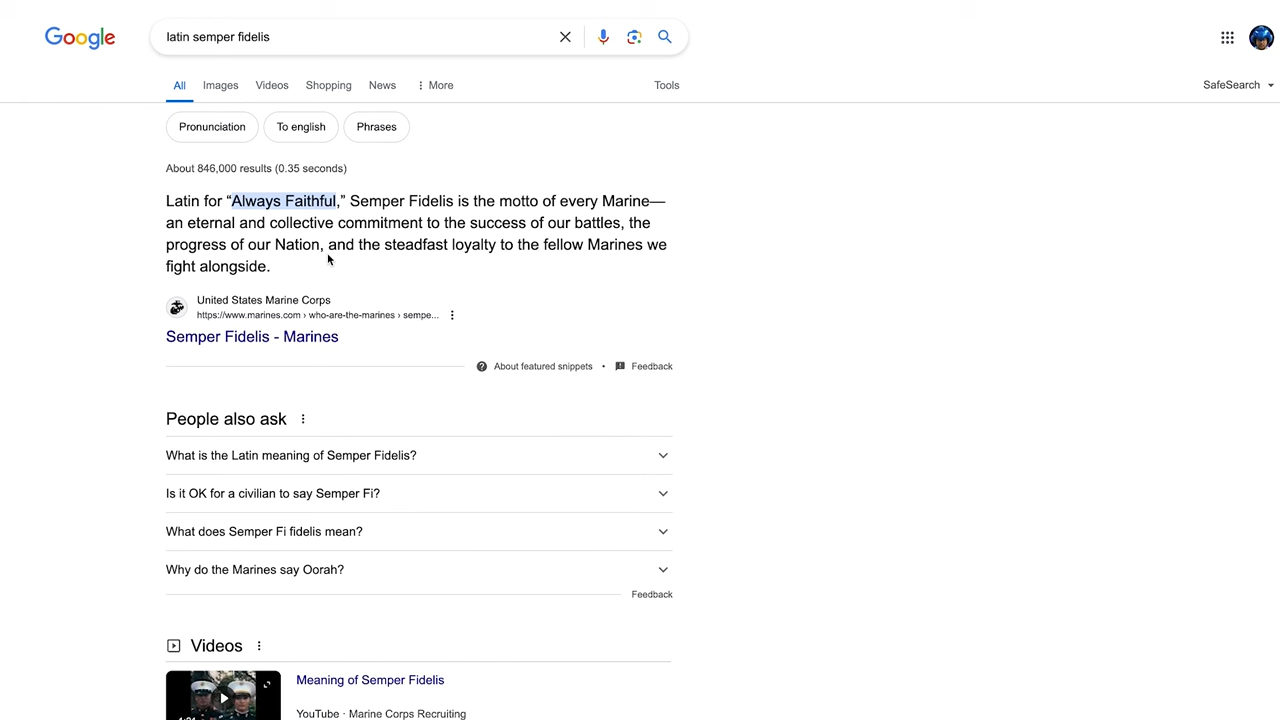 Google
latin semper fidelis
All Images Videos Shopping News More Tools
SafeSearch
Pronunciation To english Phrases
About 846,000 results (0.35 seconds)
Latin for “Always Faithful,” Semper Fidelis is the motto of every Marine—
an eternal and collective commitment to the success of our battles, the
progress of our Nation, and the steadfast loyalty to the fellow Marines we
fight alongside.
United States Marine Corps
https://www.marines.com › who-are-the-marines › sempe...
Semper Fidelis - Marines
About featured snippets • Feedback
People also ask
What is the Latin meaning of Semper Fidelis?
Is it OK for a civilian to say Semper Fi?
What does Semper Fi fidelis mean?
Why do the Marines say Oorah?
Feedback
Videos
Meaning of Semper Fidelis
YouTube · Marine Corps Recruiting